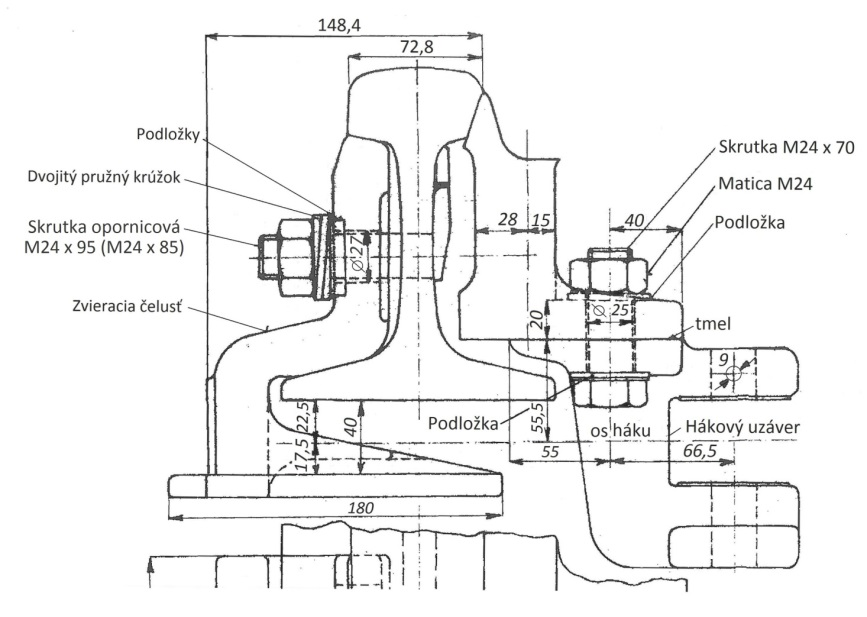 148,4
72,8
Podložky
Skrutka M24 x 70
Dvojitý pružný krúžok
Matica M24
Skrutka opornicová
M24 x 95 (M24 x 85)
28
15
40
Podložka
∅ 27
Zvieracia čelusť
∅ 25
20
tmel
9
22,5
40
Podložka
55,5
os háku
Hákový uzáver
17,5
55
66,5
180